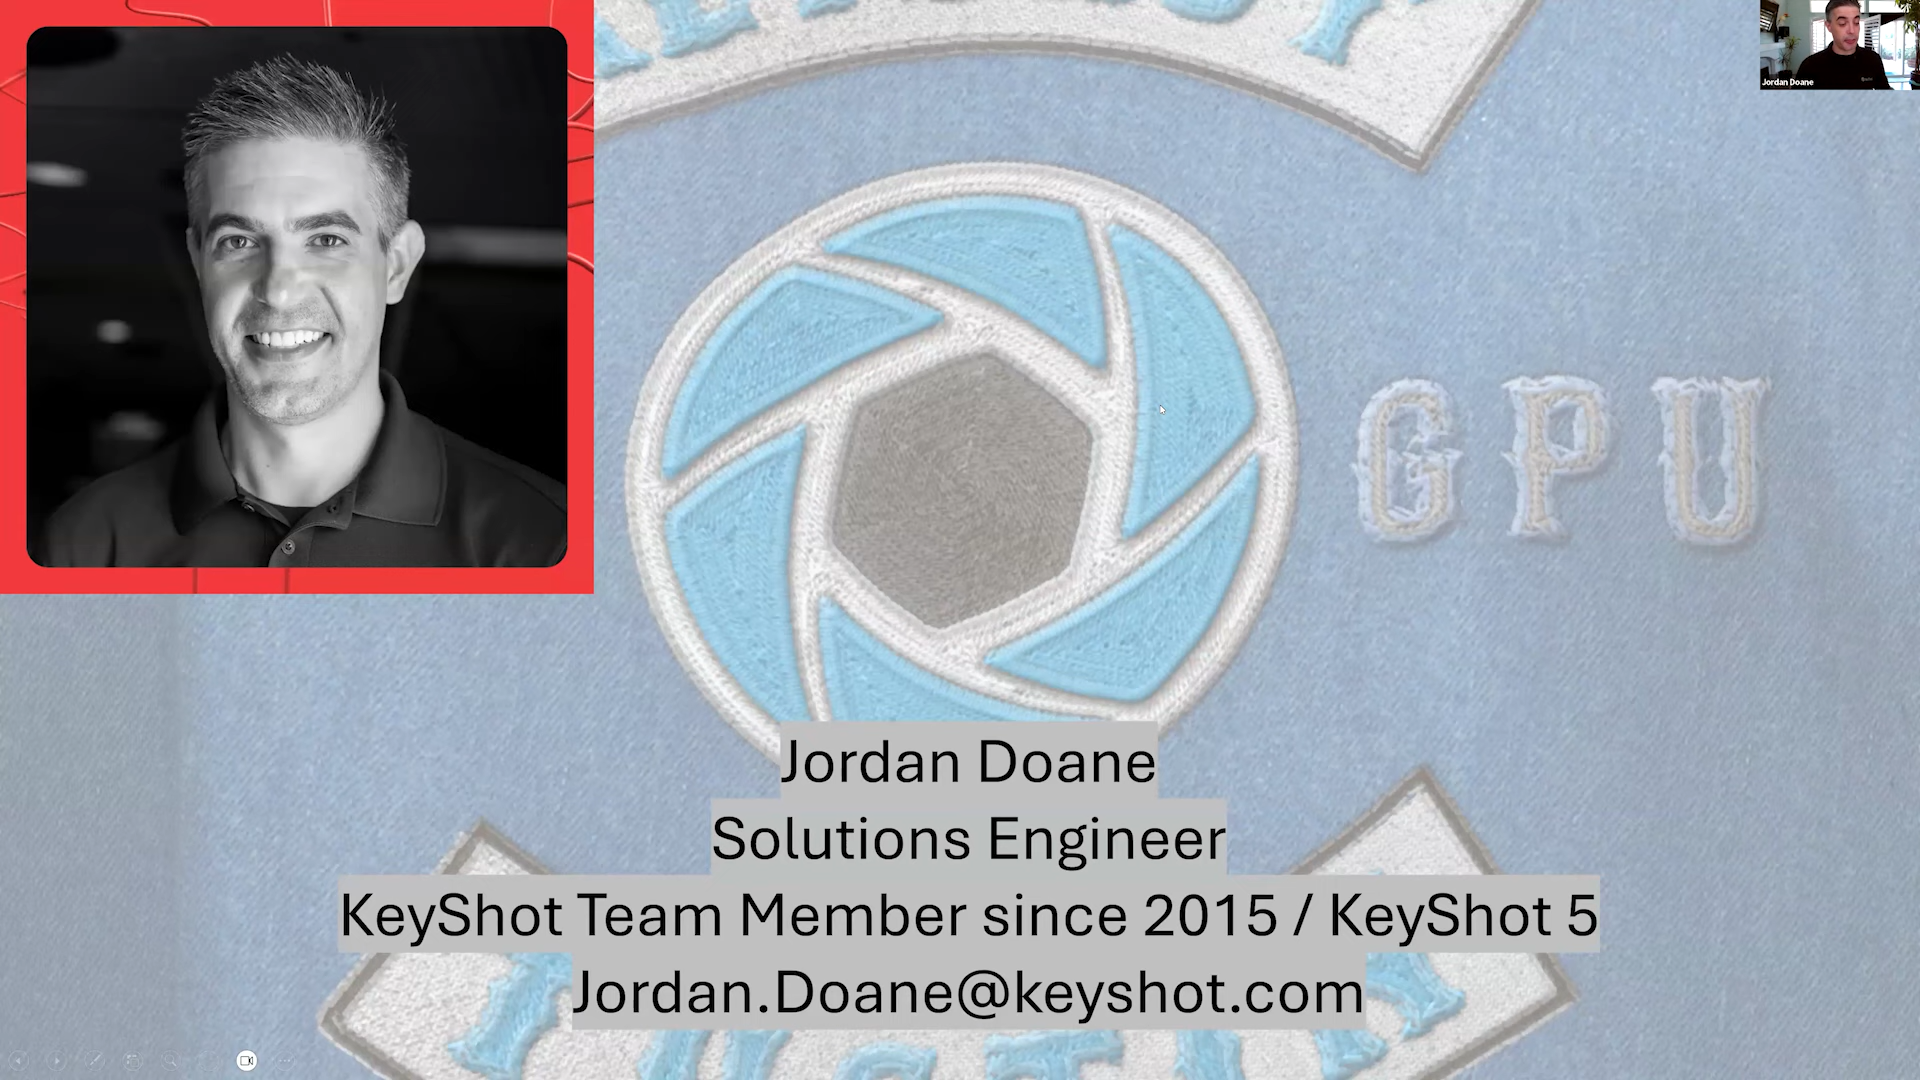 Jordan Doane
GPU
Jordan Doane
Solutions Engineer
KeyShot Team Member since 2015 / KeyShot 5
Jordan.Doane@keyshot.com